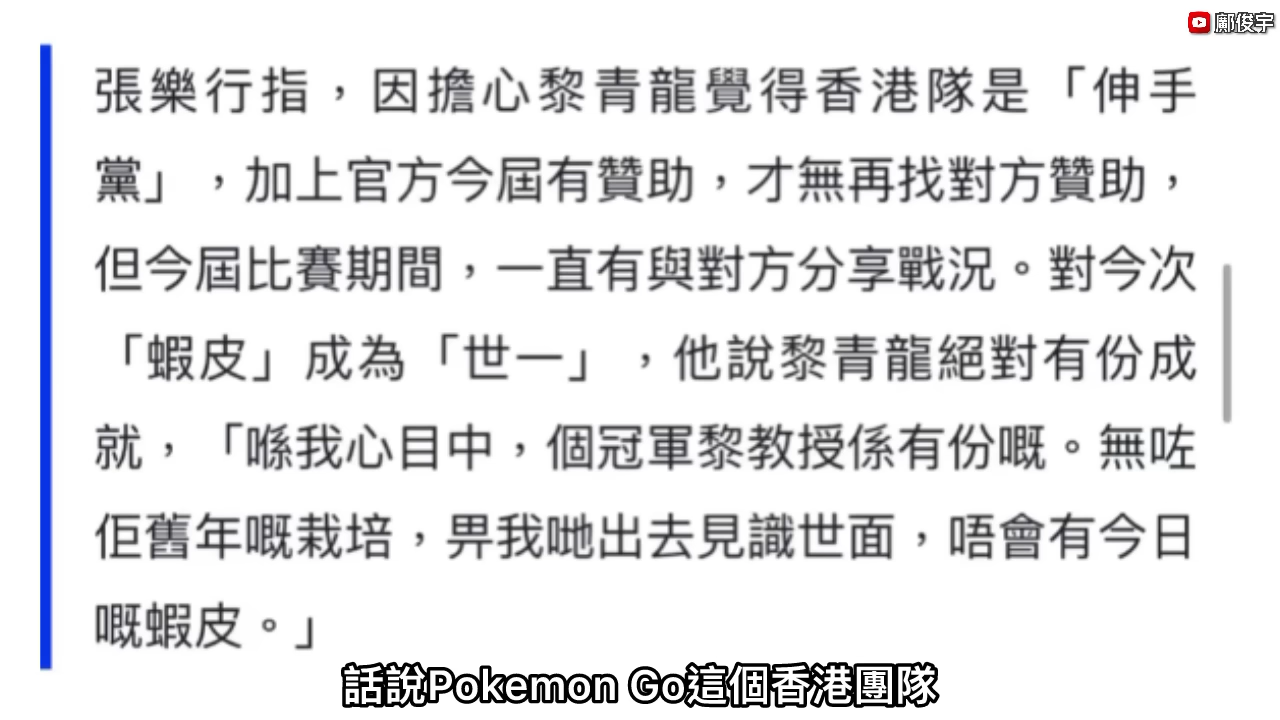 鄺俊宇
張樂行指，因擔心黎青龍覺得香港隊是「伸手
黨」，加上官方今屆有贊助，才無再找對方贊助，
但今屆比賽期間，一直有與對方分享戰況。對今次
「蝦皮」成為「世一」，他說黎青龍絕對有份成
就，「喺我心目中，個冠軍黎教授係有份嘅。無咗
佢舊年嘅栽培，畀我哋出去見識世面，唔會有今日
嘅蝦皮。」
話說Pokemon Go這個香港團隊